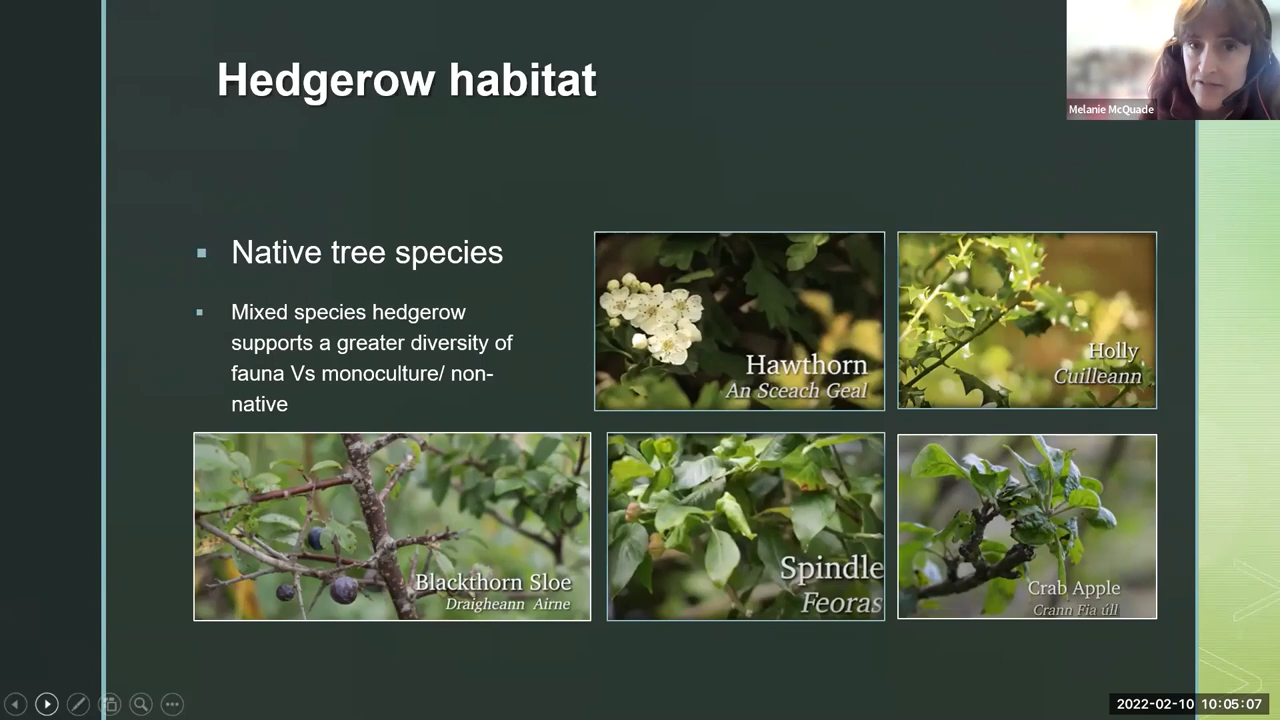 Hedgerow habitat
Melanie McQuade
Native tree species
Mixed species hedgerow
supports a greater diversity of
fauna Vs monoculture/ non-
native
Hawthorn
An Sceach Geal
Holly
Cuilleann
Blackthorn Sloe
Draigheann Airne
Spindle
Feoras
Crab Apple
Crann Fia úll
2022-02-10 10:05:07